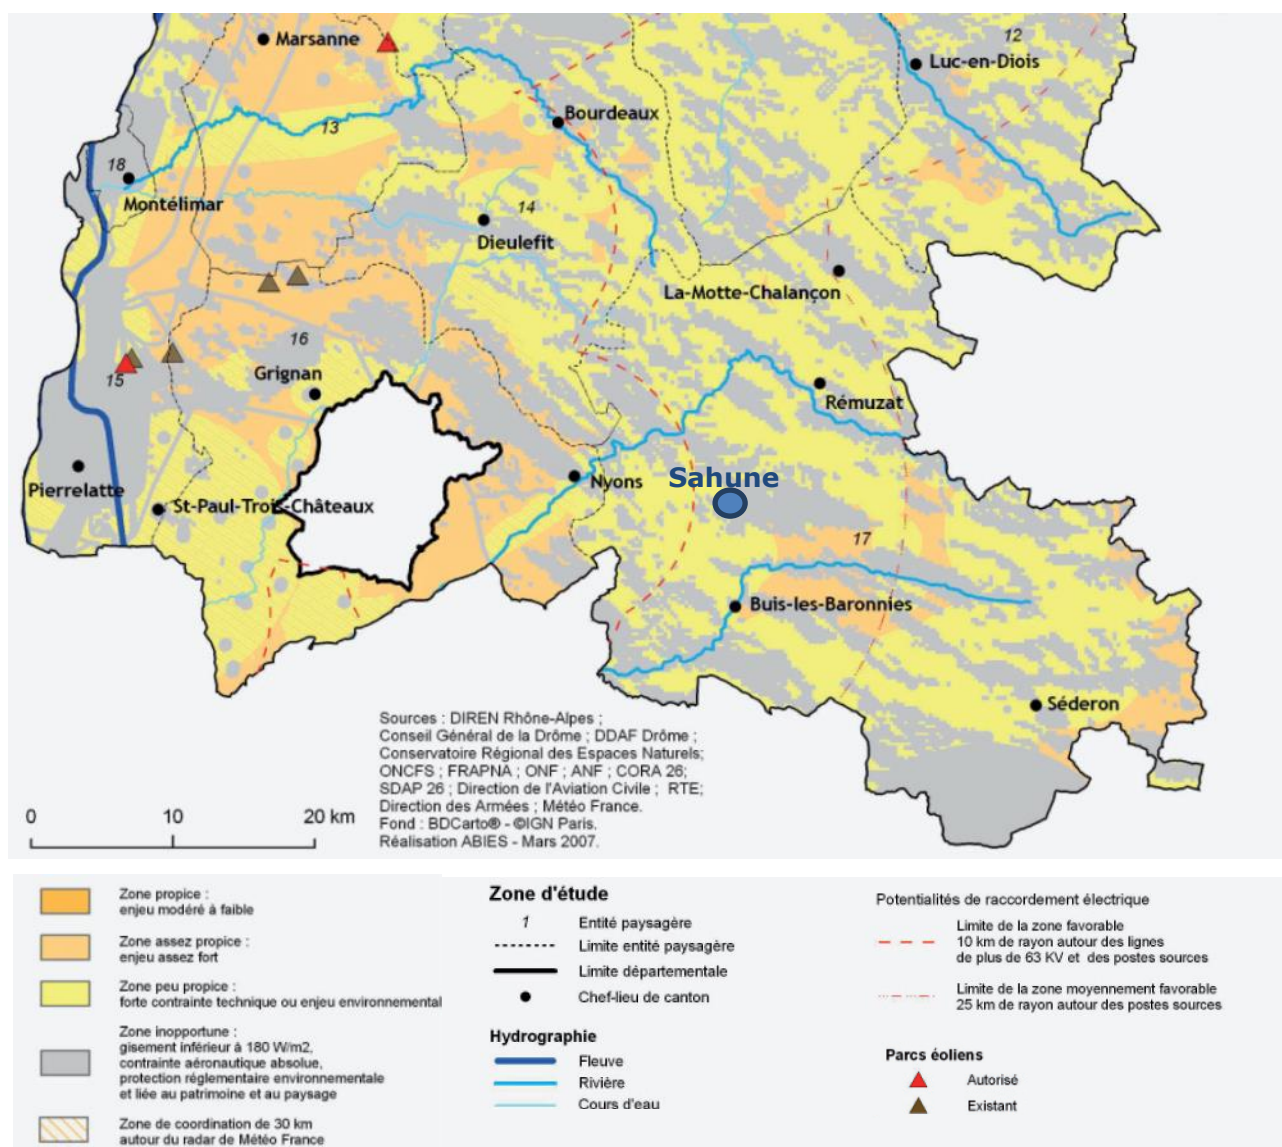 12
Marsanne
Luc-en-Diois
Bourdeaux
13
18
Montélimar
14
Dieulefit
La-Motte-Chalançon
16
15
Grignan
Rémuzat
Sahune
Pierrelatte
Nyons
St-Paul-Trois-Châteaux
17
Buis-les-Baronnies
Séderon
Sources : DIREN Rhône-Alpes ;
Conseil Général de la Drôme ; DDAF Drôme ;
Conservatoire Régional des Espaces Naturels;
ONCFS ; FRAPNA ; ONF ; ANF ; CORA 26;
SDAP 26 ; Direction de l'Aviation Civile ; RTE;
Direction des Armées ; Météo France.
Fond : BDCarto® - ©IGN Paris.
Réalisation ABIES - Mars 2007.
0 10 20 km
Zone propice :
enjeu modéré à faible
Zone assez propice :
enjeu assez fort
Zone peu propice :
forte contrainte technique ou enjeu environnemental
Zone inopportune :
gisement inférieur à 180 W/m2,
contrainte aéronautique absolue,
protection réglementaire environnementale
et liée au patrimoine et au paysage
Zone de coordination de 30 km
autour du radar de Météo France
Zone d'étude
1 Entité paysagère
Limite entité paysagère
Limite départementale
Chef-lieu de canton
Hydrographie
Fleuve
Rivière
Cours d'eau
Potentialités de raccordement électrique
Limite de la zone favorable
10 km de rayon autour des lignes
de plus de 63 KV et des postes sources
Limite de la zone moyennement favorable
25 km de rayon autour des postes sources
Parcs éoliens
Autorisé
Existant